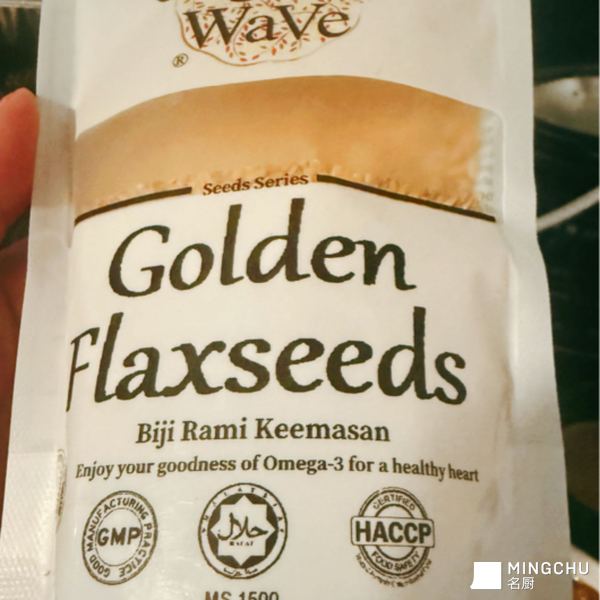 WaVe
®
Seeds Series
Golden
Flaxseeds
Biji Rami Keemasan
Enjoy your goodness of Omega-3 for a healthy heart
GOOD MANUFACTURING PRACTICE
GMP
حلال
HALAL
CERTIFIED
HACCP
FOOD SAFETY
MS 1500
MINGCHU
名厨